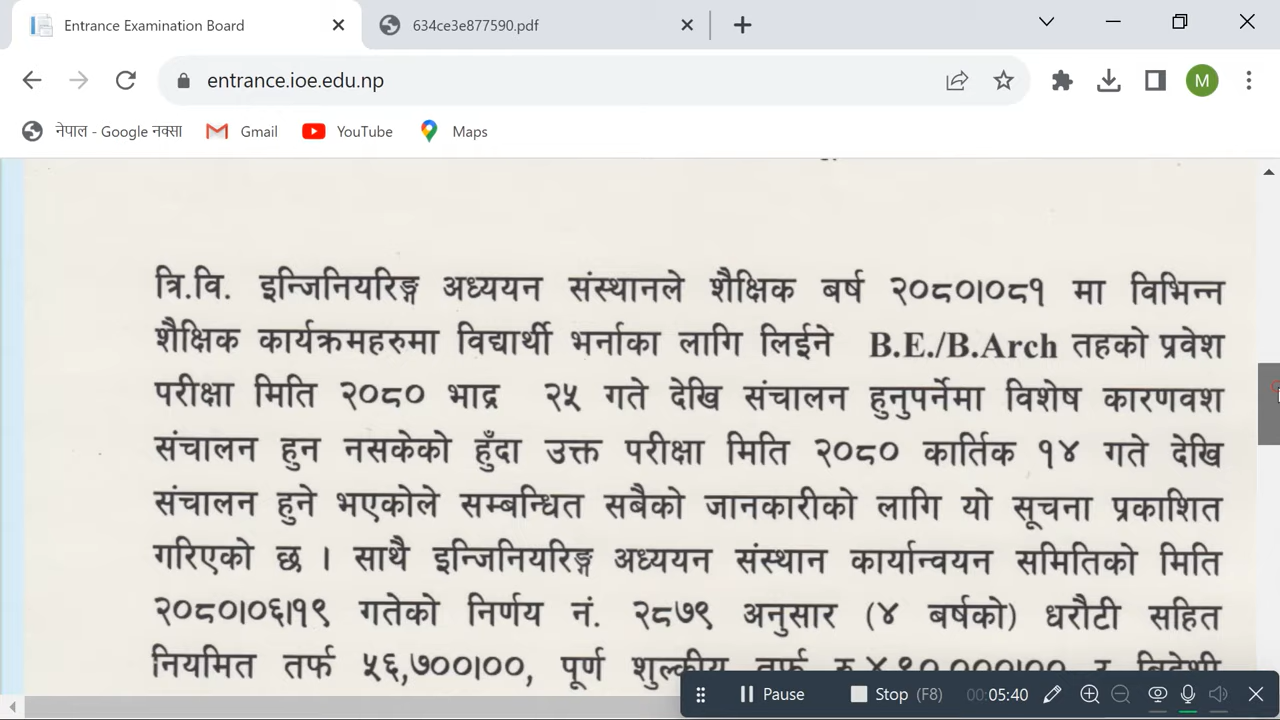 Entrance Examination Board
634ce3e877590.pdf
entrance.ioe.edu.np
M
नेपाल - Google नक्सा
Gmail
YouTube
Maps
त्रि.वि. इन्जिनियरिङ्ग अध्ययन संस्थानले शैक्षिक बर्ष २०८०।०८१ मा विभिन्न
शैक्षिक कार्यक्रमहरुमा विद्यार्थी भर्नाका लागि लिईने B.E./B.Arch तहको प्रवेश
परीक्षा मिति २०८० भाद्र २५ गते देखि संचालन हुनुपर्नेमा विशेष कारणवश
संचालन हुन नसकेको हुँदा उक्त परीक्षा मिति २०८० कार्तिक १४ गते देखि
संचालन हुने भएकोले सम्बन्धित सबैको जानकारीको लागि यो सूचना प्रकाशित
गरिएको छ । साथै इन्जिनियरिङ्ग अध्ययन संस्थान कार्यान्वयन समितिको मिति
२०८०।०६।१९ गतेको निर्णय नं. २८७९ अनुसार (४ बर्षको) धरौटी सहित
नियमित तर्फ ५६,७००।००, पूर्ण शुल्कीय तर्फ
Pause
Stop (F8)
00:05:40